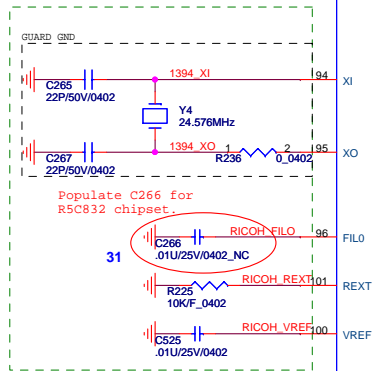 GUARD GND
1394_XI
94
XI
C265
22P/50V/0402
Y4
24.576MHz
1394_XO
1
2
95
XO
C267
22P/50V/0402
R236
0_0402
Populate C266 for
R5C832 chipset.
RICOH_FILO
96
FIL0
C266
.01U/25V/0402_NC
31
RICOH_REXT
101
REXT
R225
10K/F_0402
RICOH_VREF
100
VREF
C525
.01U/25V/0402